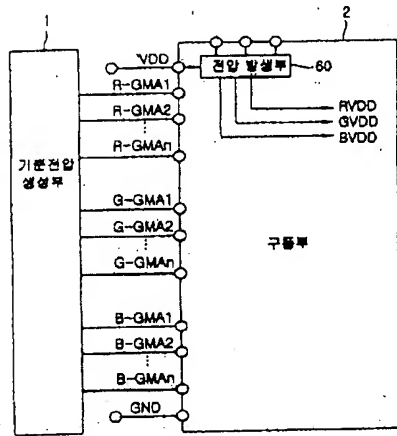 1
2
VDD
전압 발생부
60
R-GMA1
R-GMA2
R-GMAn
RVDD
GVDD
BVDD
기준전압
생성부
G-GMA1
G-GMA2
G-GMAn
구동부
B-GMA1
B-GMA2
B-GMAn
GND